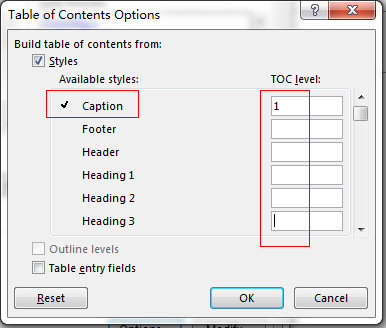 Table of Contents Options
Build table of contents from:
Styles
Available styles: TOC level:
Caption 1
Footer
Header
Heading 1
Heading 2
Heading 3
Outline levels
Table entry fields
Reset OK Cancel